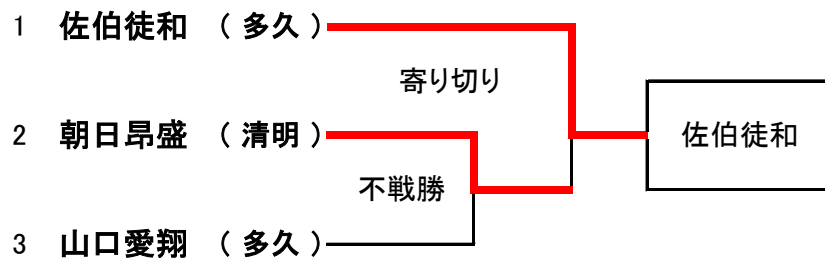 1 佐伯徒和 (多久)
寄り切り
佐伯徒和
2 朝日昂盛 (清明)
不戦勝
3 山口愛翔 (多久)